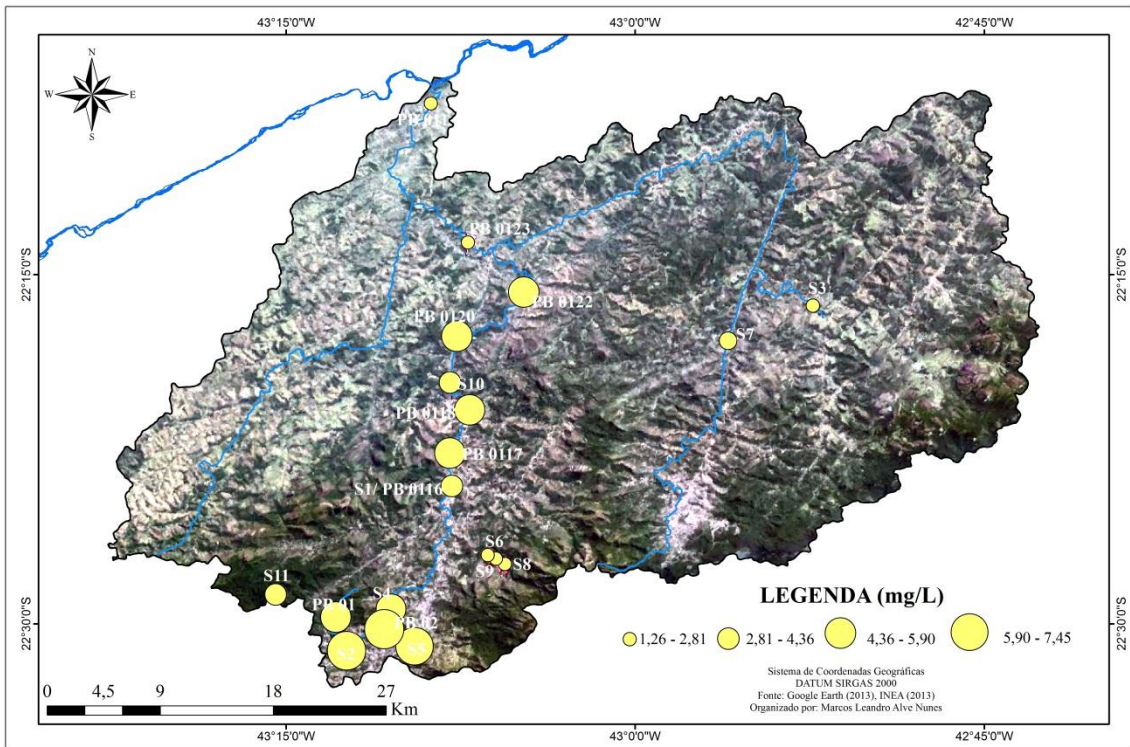 43°15'0"W 43°00'0"W 42°45'0"W
N
W E
S
PB 011
PB 0123
22°15'0"S 22°15'0"S
S3
PB 0122
PB 0120
S7
S10
PB 0118
PB 0117
S1/ PB 0116
S6
S9 S8
S11
S4
PB 01
PB 02
S2 S5
22°30'0"S 22°30'0"S
LEGENDA (mg/L)
1,26 - 2,81 2,81 - 4,36 4,36 - 5,90 5,90 - 7,45
Sistema de Coordenadas Geográficas
DATUM SIRGAS 2000
Fonte: Google Earth (2013), INEA (2013)
Organizado por: Marcos Leandro Alve Nunes
0 4,5 9 18 27
Km
43°15'0"W 43°00'0"W 42°45'0"W